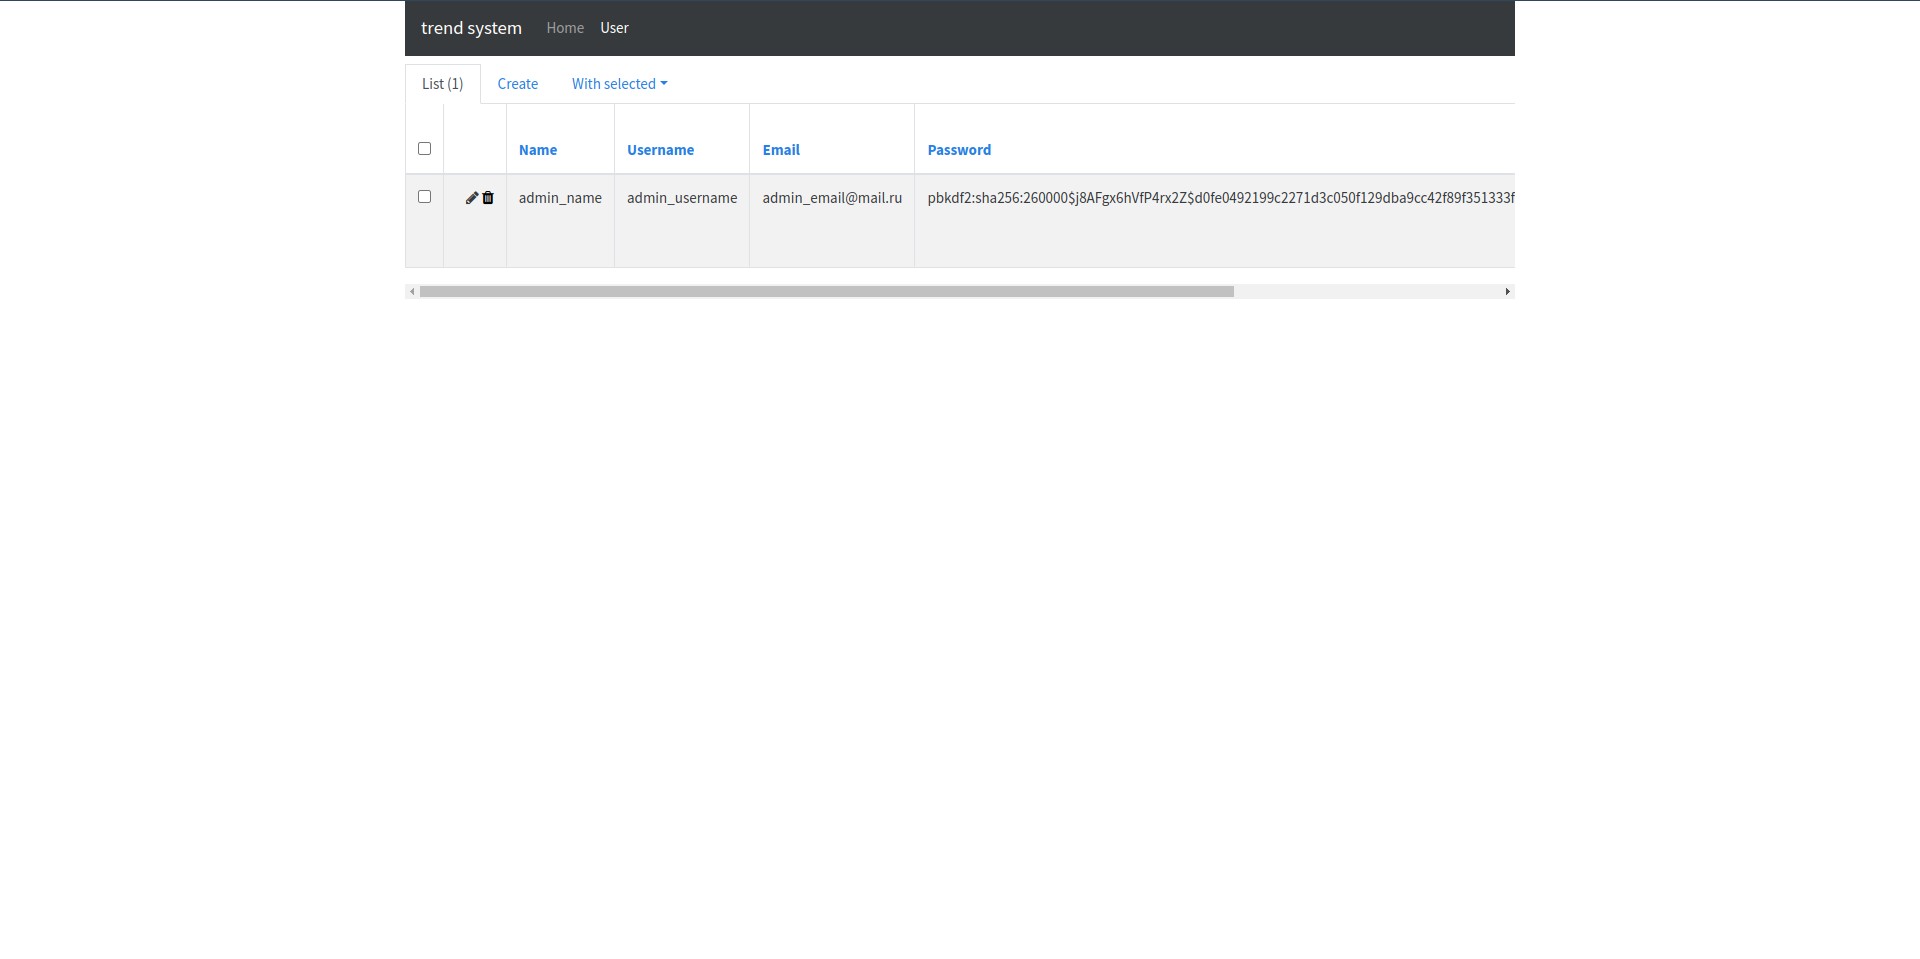 trend system Home User
List (1) Create With selected
Name Username Email Password
admin_name admin_username admin_email@mail.ru pbkdf2:sha256:260000$j8AFgx6hVfP4rx2Z$d0fe0492199c2271d3c050f129dba9cc42f89f351333f